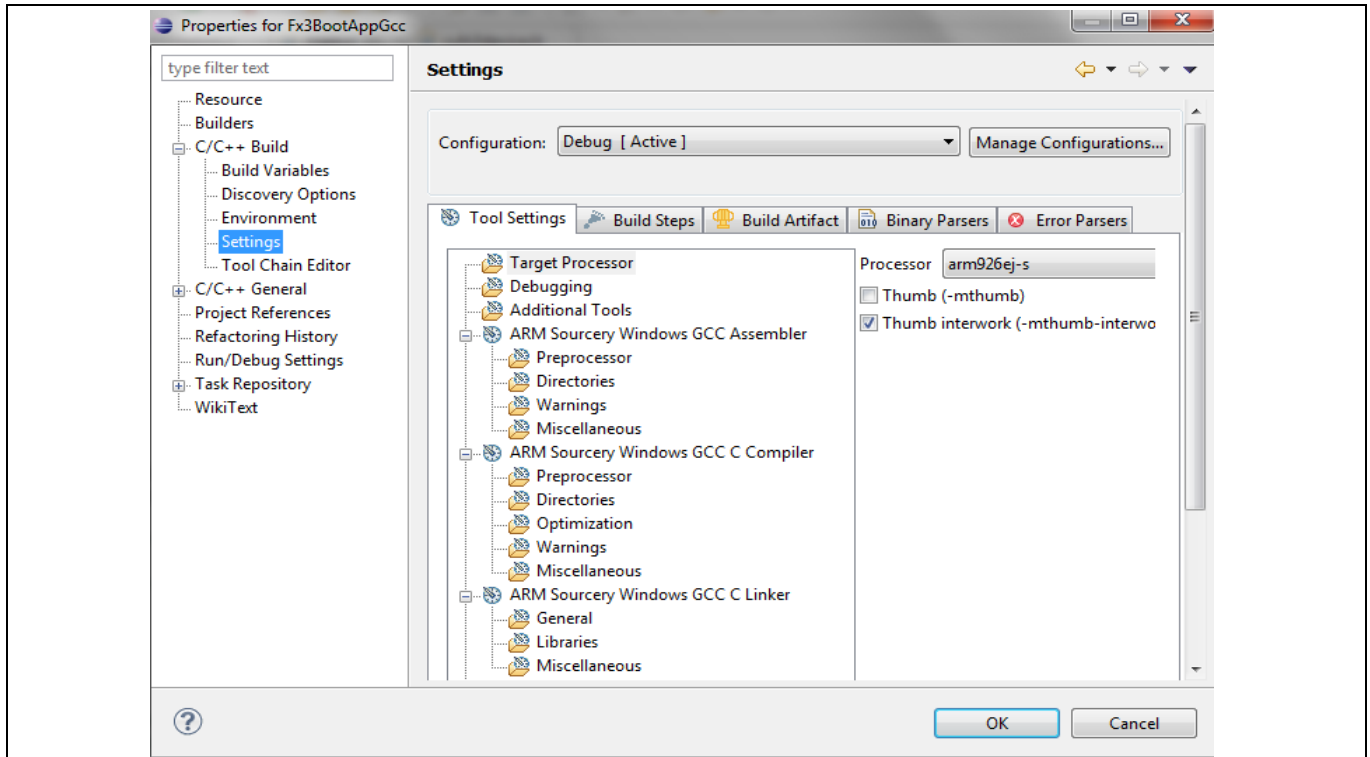 Properties for Fx3BootAppGcc
type filter text
Resource
Builders
C/C++ Build
Build Variables
Discovery Options
Environment
Settings
Tool Chain Editor
C/C++ General
Project References
Refactoring History
Run/Debug Settings
Task Repository
WikiText
Settings
Configuration: Debug [ Active ] Manage Configurations...
Tool Settings Build Steps Build Artifact Binary Parsers Error Parsers
Target Processor
Debugging
Additional Tools
ARM Sourcery Windows GCC Assembler
Preprocessor
Directories
Warnings
Miscellaneous
ARM Sourcery Windows GCC C Compiler
Preprocessor
Directories
Optimization
Warnings
Miscellaneous
ARM Sourcery Windows GCC C Linker
General
Libraries
Miscellaneous
Processor arm926ej-s
Thumb (-mthumb)
Thumb interwork (-mthumb-interwo
OK Cancel